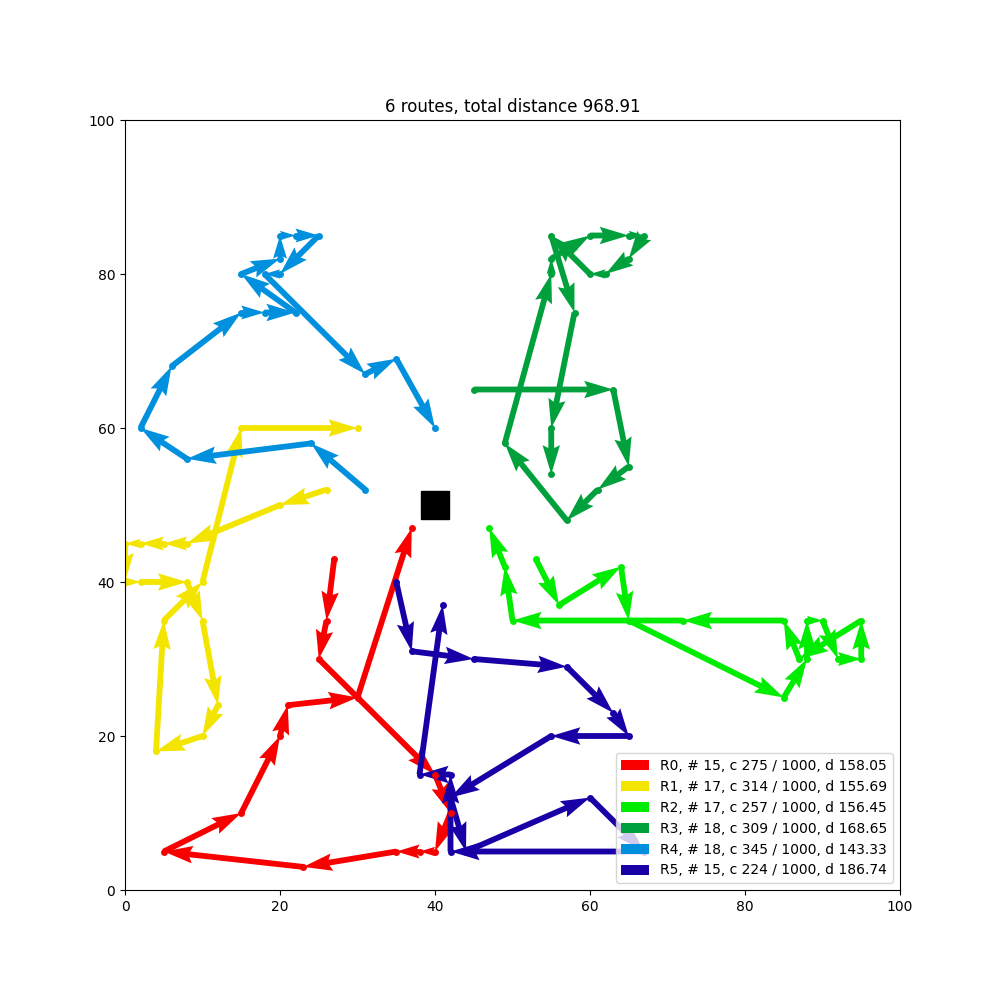 6 routes, total distance 968.91
100
80
60
40
20
0
0 20 40 60 80 100
R0, # 15, c 275 / 1000, d 158.05
R1, # 17, c 314 / 1000, d 155.69
R2, # 17, c 257 / 1000, d 156.45
R3, # 18, c 309 / 1000, d 168.65
R4, # 18, c 345 / 1000, d 143.33
R5, # 15, c 224 / 1000, d 186.74